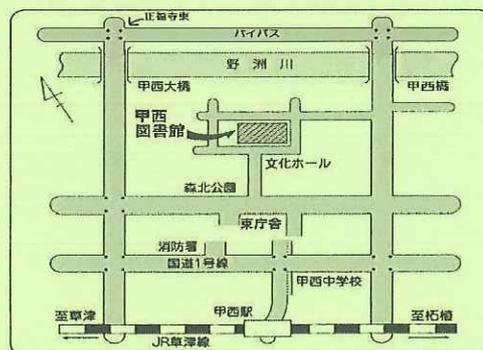 正福寺東
バイパス
野洲川
甲西大橋
甲西橋
甲西
図書館
文化ホール
森北公園
東庁舎
消防署
国道1号線
甲西中学校
甲西駅
至草津
至柘植
JR草津線